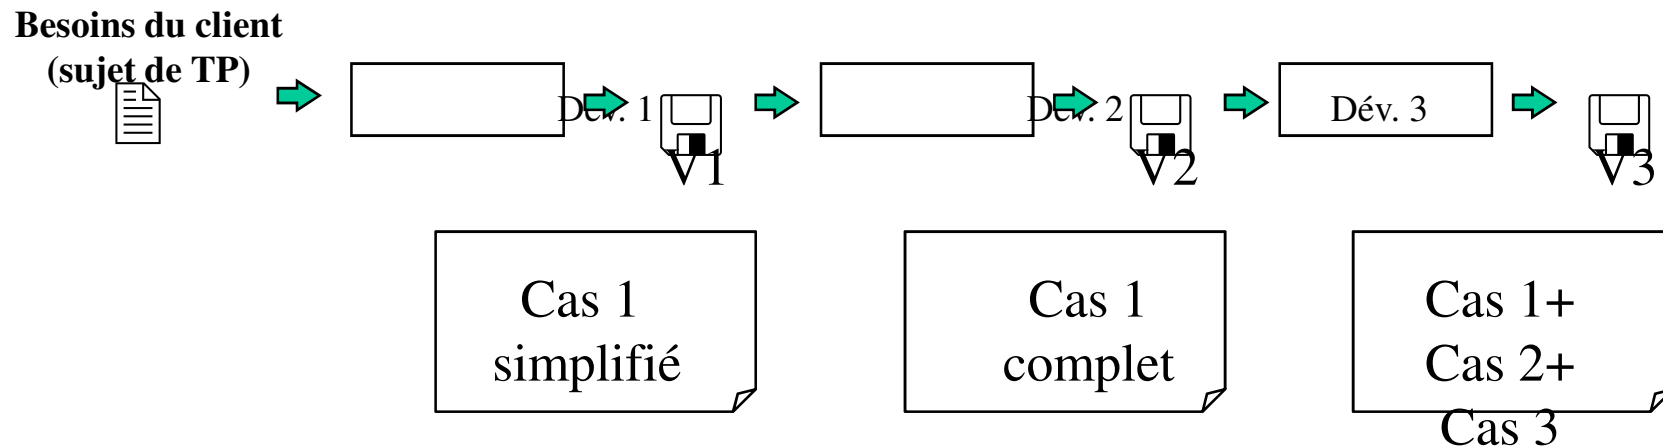 Besoins du client
(sujet de TP)
Dév. 1
V1
Dév. 2
V2
Dév. 3
V3
Cas 1
simplifié
Cas 1
complet
Cas 1+
Cas 2+
Cas 3